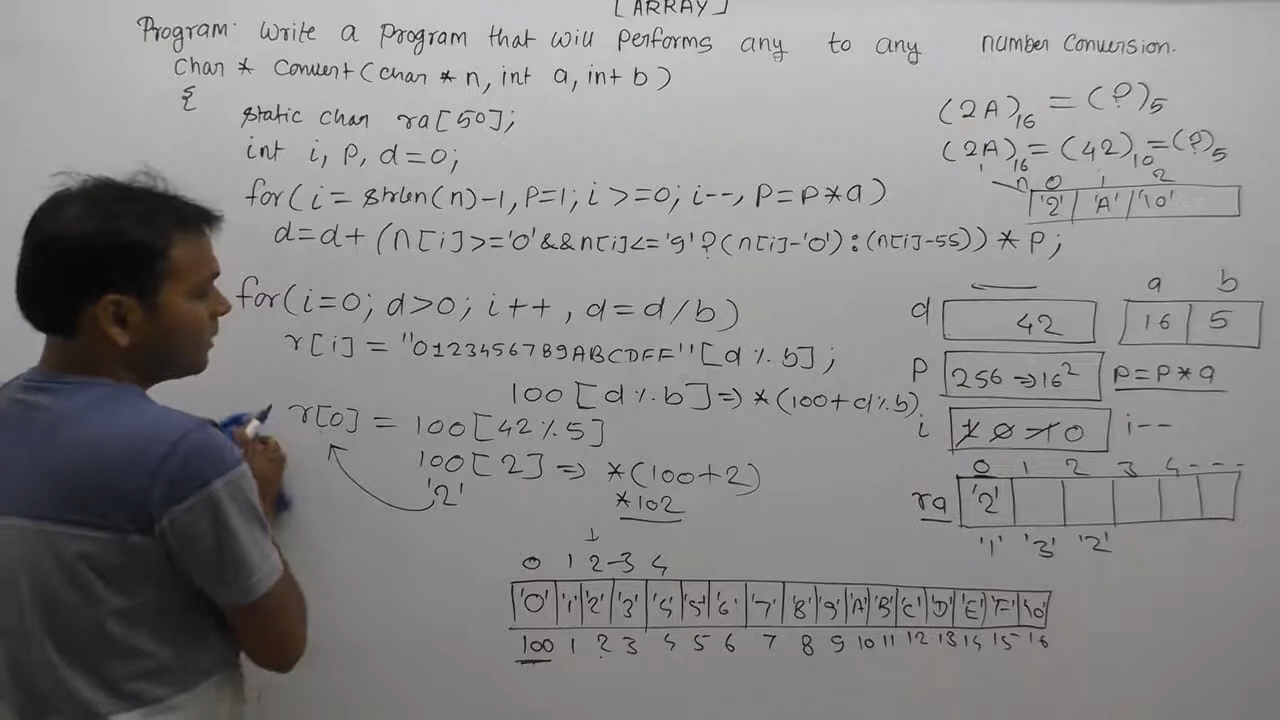 [ARRAY]
Program: Write a program that will performs any to any number conversion.
char * convert(char * n, int a, int b)
{
static char ra[50];
int i, p, d=0;
for(i= strlen(n)-1, p=1; i >=0; i--, p=p*a)
d=d+(n[i]>='0'&&n[i]<='9'?(n[i]-'0'):(n[i]-55))*p;
for(i=0; d>0; i++, d=d/b)
r[i] = "0123456789ABCDEF"[d%b];
100[d%b]=>*(100+d%b)
r[0] = 100[42%5]
100[2]=> *(100+2)
'2' *102
0 1 2 3 4
'0' '1' '2' '3' '4' '5' '6' '7' '8' '9' 'A' 'B' 'C' 'D' 'E' 'F' '\0'
100 1 2 3 4 5 6 7 8 9 10 11 12 13 14 15 16
(2A)16 = (?)5
(2A)16 = (42)10 = (?)5
n 0 1 2
'2' 'A' '\0'
a b
d 42 16 5
P 256=>16² p=p*a
i 1 0 -1 0 i--
0 1 2 3 4---
ra '2'
'1' '3' '2'